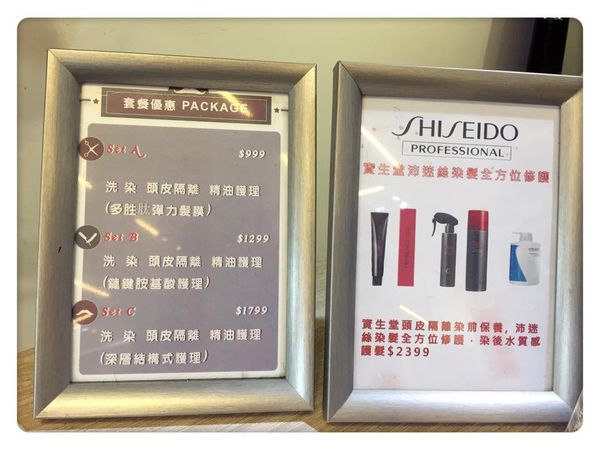 套餐優惠 PACKAGE
Set A $999
洗 染 頭皮隔離 精油護理
(多胜肽彈力髮膜)
Set B $1299
洗 染 頭皮隔離 精油護理
(鏈鍵胺基酸護理)
Set C $1799
洗 染 頭皮隔離 精油護理
(深層結構式護理)
SHISEIDO
PROFESSIONAL
資生堂沛迷絲染髮全方位修護
資生堂頭皮隔離染前保養,沛迷
絲染髮全方位修護,染後水質感
護髮$2399